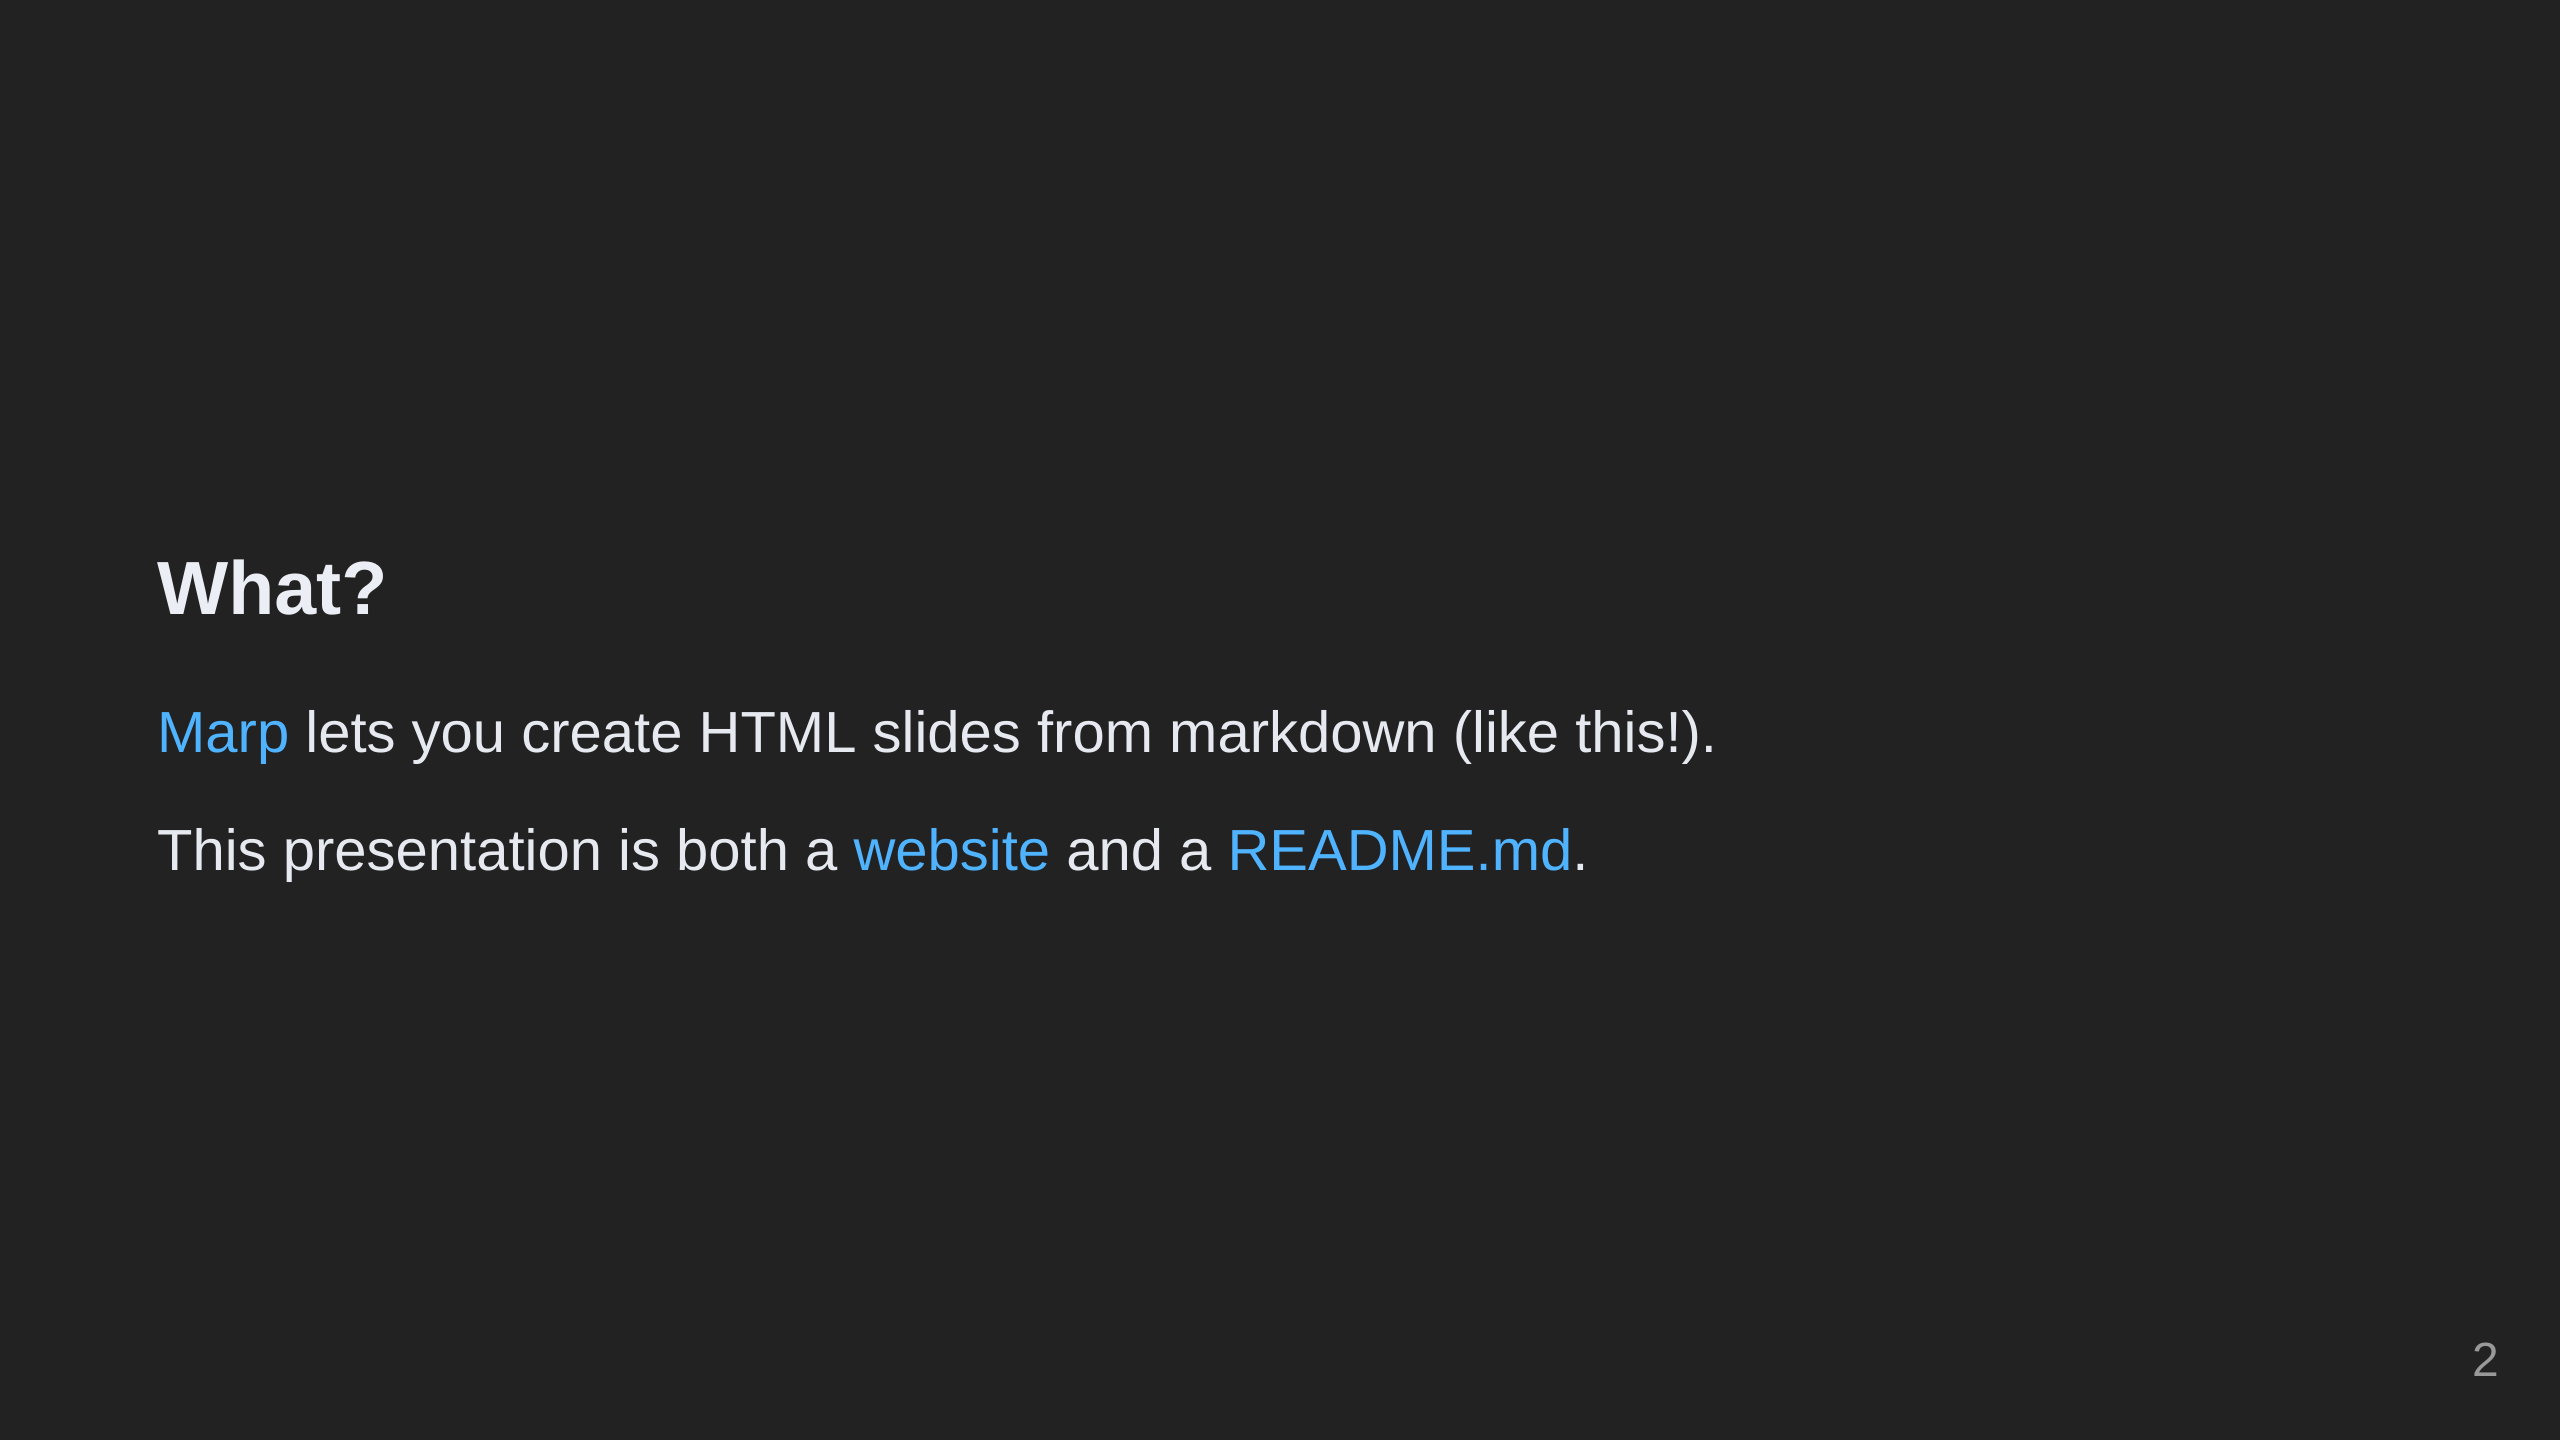 What?
Marp lets you create HTML slides from markdown (like this!).
This presentation is both a website and a README.md.
2